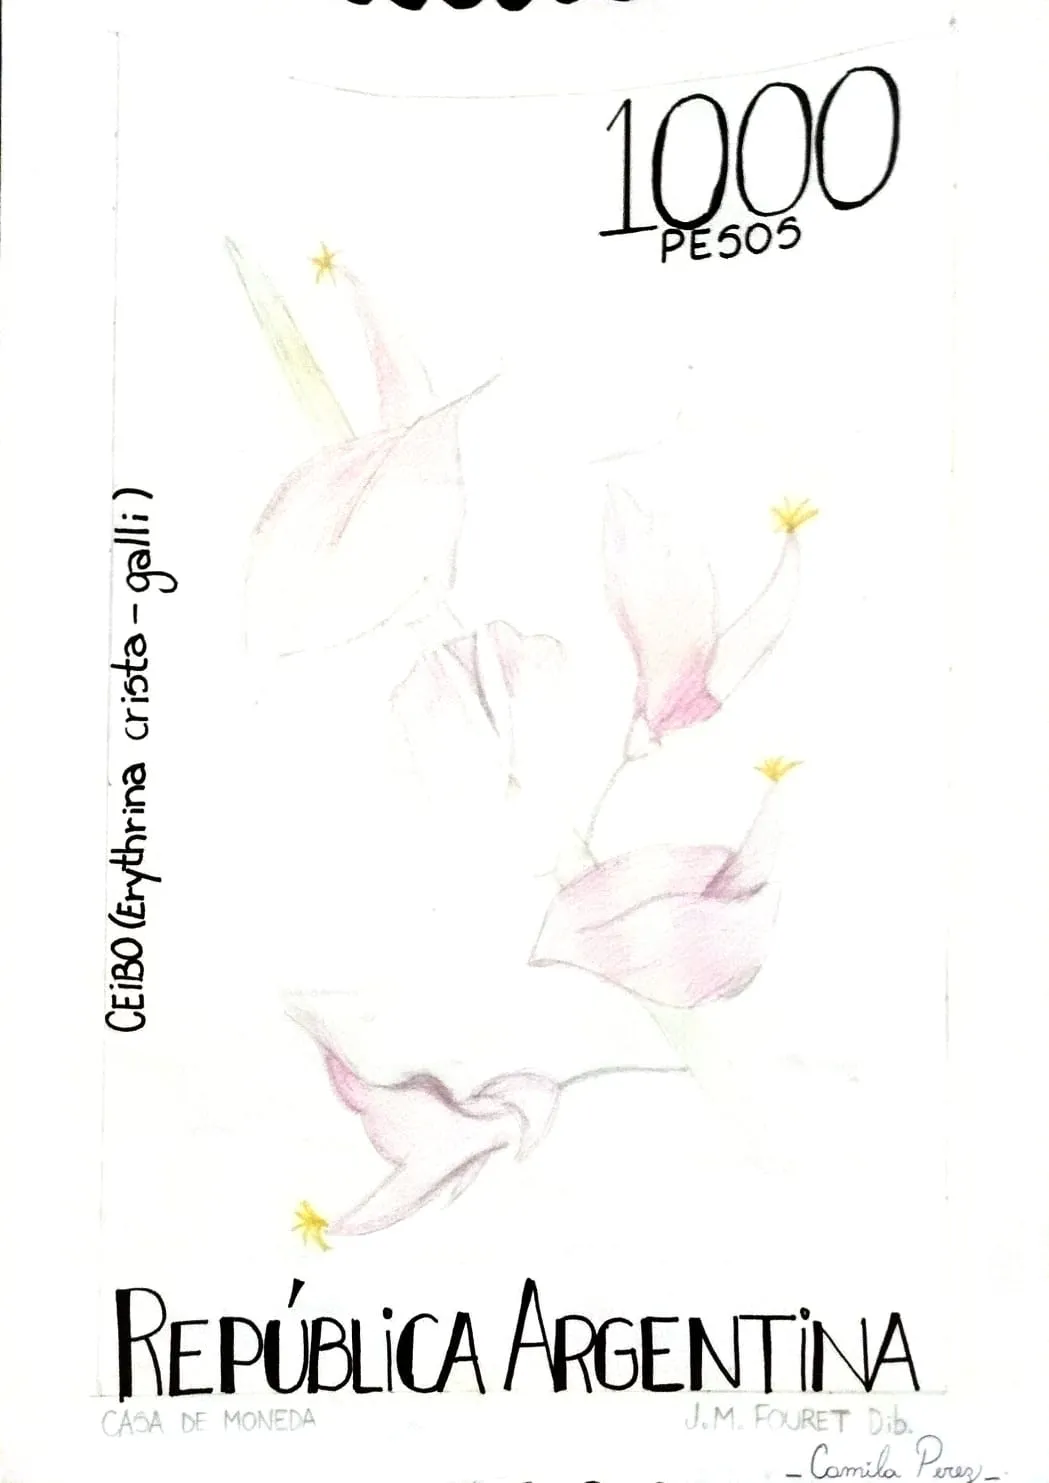 1000
PESOS
CEiBO (Erythrina crista-galli)
REPÚBLiCA ARGENTiNA
CASA DE MONEDA
J.M. FOURET Dib.
- Camila Perez -